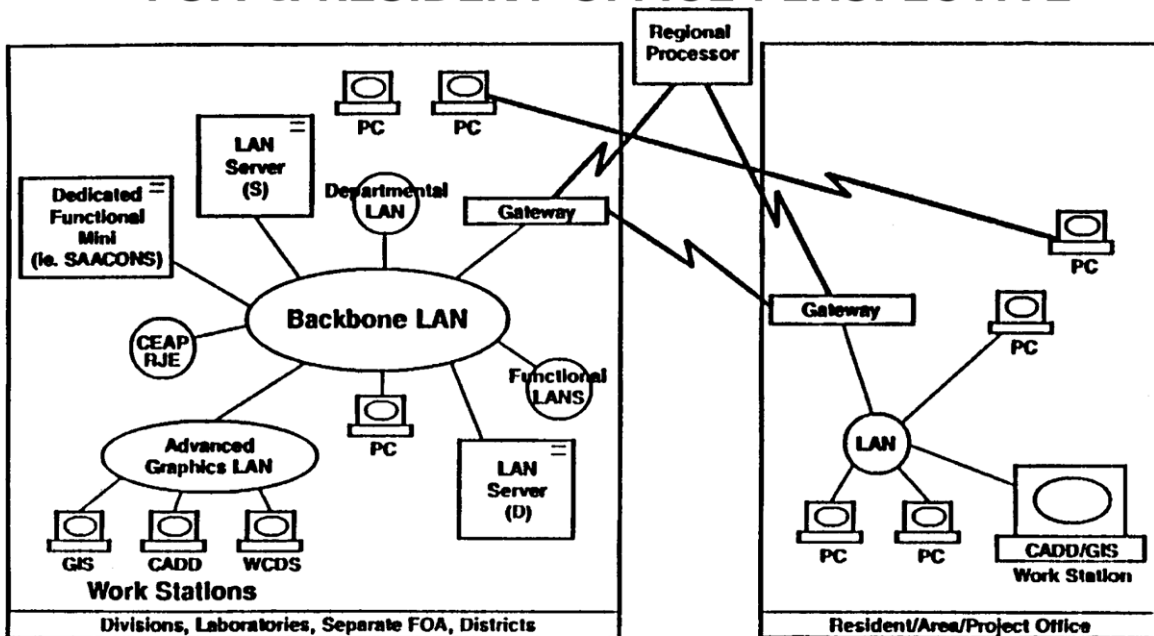 Regional
Processor
PC
PC
LAN
Server
(S)
Dedicated
Functional
Mini
(ie. SAACONS)
Departmental
LAN
Gateway
PC
Backbone LAN
Gateway
CEAP
RJE
PC
Functional
LANS
PC
Advanced
Graphics LAN
LAN
Server
(D)
LAN
GIS
CADD
WCDS
PC
PC
CADD/GIS
Work Station
Work Stations
Divisions, Laboratories, Separate FOA, Districts
Resident/Area/Project Office